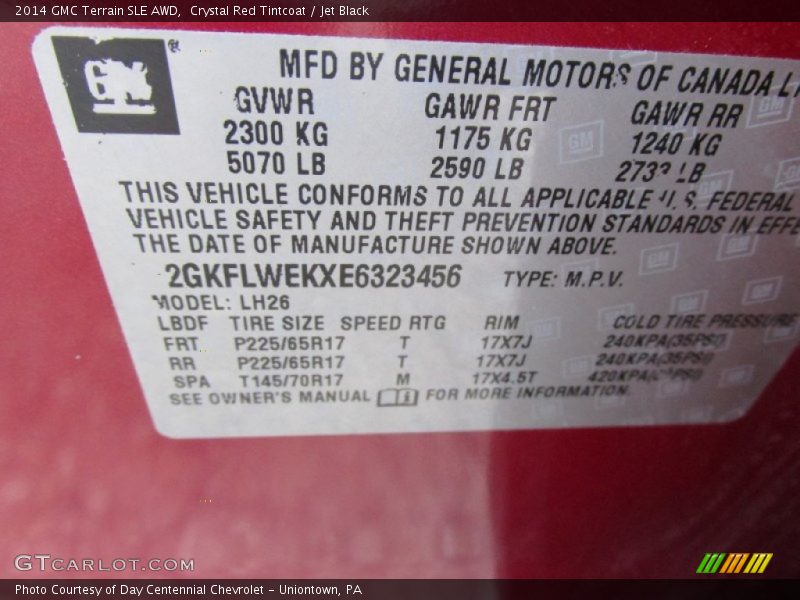 2014 GMC Terrain SLE AWD, Crystal Red Tintcoat / Jet Black
GMC ®
MFD BY GENERAL MOTORS OF CANADA
GVWR GAWR FRT GAWR RR
2300 KG 1175 KG 1240 KG
5070 LB 2590 LB LB
THIS VEHICLE CONFORMS TO ALL APPLICABLE U.S. FEDERAL
VEHICLE SAFETY AND THEFT PREVENTION STANDARDS IN EFFE
THE DATE OF MANUFACTURE SHOWN ABOVE.
2GKFLWEKXE6323456 TYPE: M.P.V.
MODEL: LH26
LBDF TIRE SIZE SPEED RTG RIM COLD TIRE PRESSURE
FRT P225/65R17 T 17X7J 240KPA(35PSI)
RR P225/65R17 T 17X7J 240KPA(35PSI)
SPA T145/70R17 M 17X4.5T
SEE OWNER'S MANUAL FOR MORE INFORMATION.
GTCARLOT.COM
Photo Courtesy of Day Centennial Chevrolet - Uniontown, PA